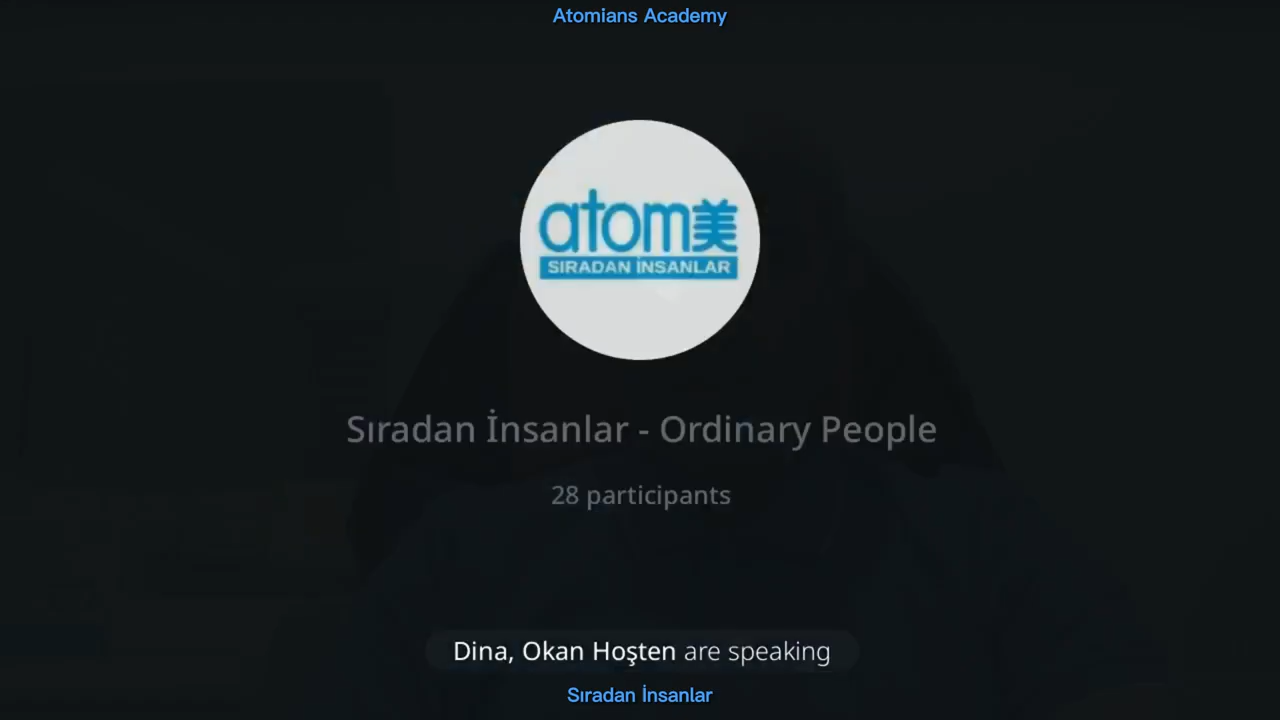 Atomians Academy
atom美
SIRADAN İNSANLAR
Sıradan İnsanlar - Ordinary People
28 participants
Dina, Okan Hoşten are speaking
Sıradan İnsanlar